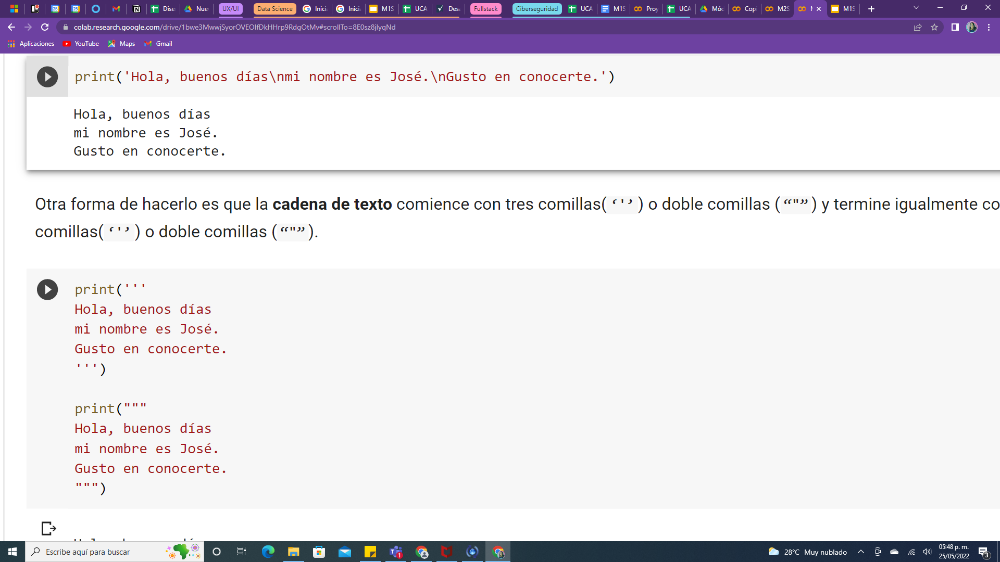 UX/UI
Data Science
Fullstack
Ciberseguridad
Dise
Nue
Inici
Inici
M1S
UCA
Desa
UCA
M1S
Proy
UCA
Mód
Copi
M2S
M1S
colab.research.google.com/drive/1bwe3MwwjSyorOVEOlfDkHHrp9RdgOtMv#scrollTo=8E0sz8jlyqNd
Aplicaciones YouTube Maps Gmail
print('Hola, buenos días\nmi nombre es José.\nGusto en conocerte.')
Hola, buenos días
mi nombre es José.
Gusto en conocerte.
Otra forma de hacerlo es que la cadena de texto comience con tres comillas( ‘'’ ) o doble comillas ( “"” ) y termine igualmente co
comillas( ‘'’ ) o doble comillas ( “"” ).
print('''
Hola, buenos días
mi nombre es José.
Gusto en conocerte.
''')
print("""
Hola, buenos días
mi nombre es José.
Gusto en conocerte.
""")
Escribe aquí para buscar
28°C Muy nublado
05:48 p. m.
25/05/2022
3